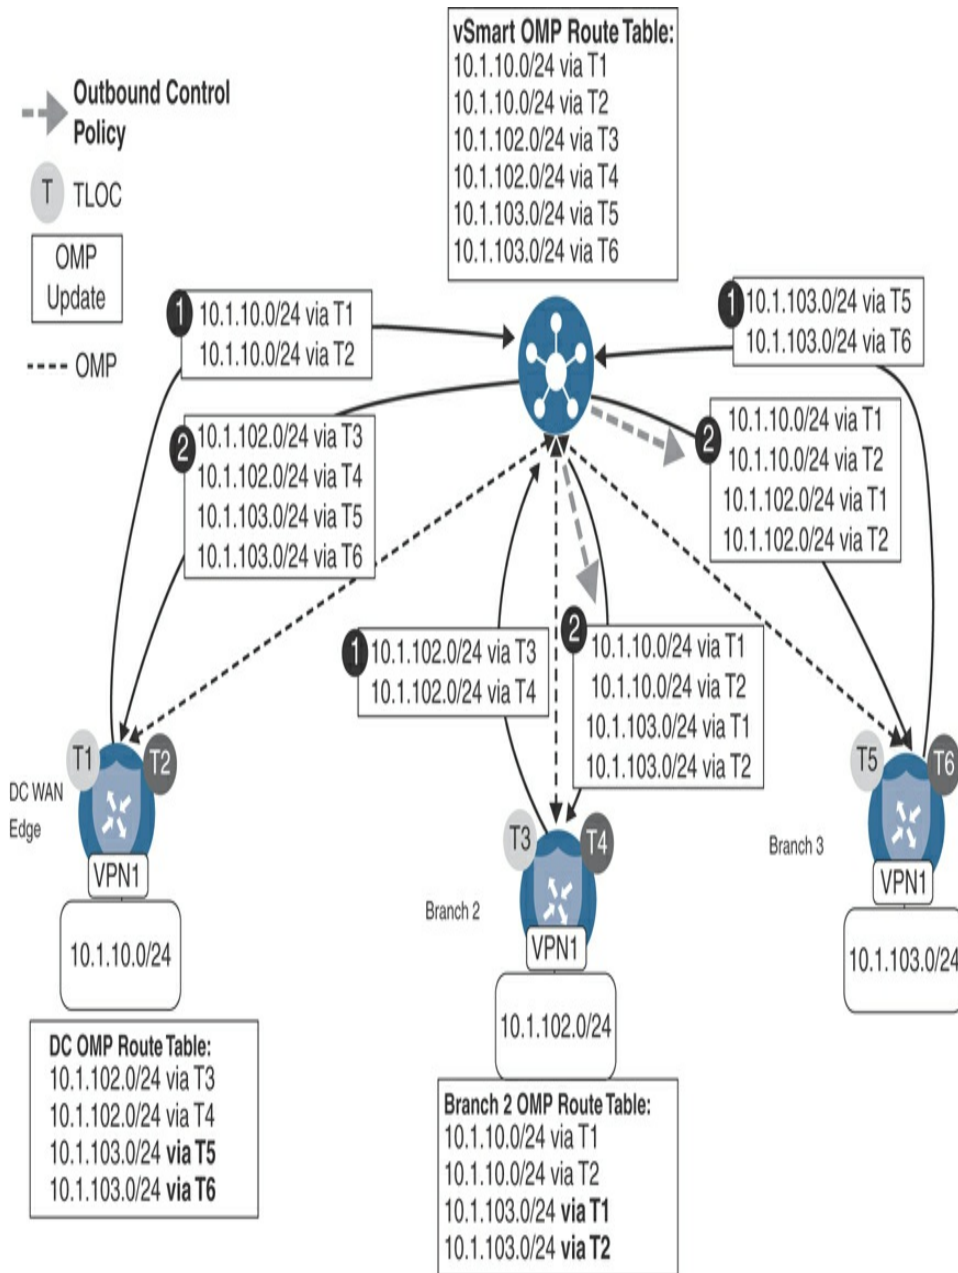 vSmart OMP Route Table:
10.1.10.0/24 via T1
10.1.10.0/24 via T2
10.1.102.0/24 via T3
10.1.102.0/24 via T4
10.1.103.0/24 via T5
10.1.103.0/24 via T6
Outbound Control
Policy
T TLOC
OMP
Update
OMP
1 10.1.10.0/24 via T1
10.1.10.0/24 via T2
1 10.1.103.0/24 via T5
10.1.103.0/24 via T6
2 10.1.102.0/24 via T3
10.1.102.0/24 via T4
10.1.103.0/24 via T5
10.1.103.0/24 via T6
2 10.1.10.0/24 via T1
10.1.10.0/24 via T2
10.1.102.0/24 via T1
10.1.102.0/24 via T2
1 10.1.102.0/24 via T3
10.1.102.0/24 via T4
2 10.1.10.0/24 via T1
10.1.10.0/24 via T2
10.1.103.0/24 via T1
10.1.103.0/24 via T2
T1 T2
DC WAN
Edge
VPN1
10.1.10.0/24
T3 T4
Branch 2
VPN1
10.1.102.0/24
T5 T6
Branch 3
VPN1
10.1.103.0/24
DC OMP Route Table:
10.1.102.0/24 via T3
10.1.102.0/24 via T4
10.1.103.0/24 via T5
10.1.103.0/24 via T6
Branch 2 OMP Route Table:
10.1.10.0/24 via T1
10.1.10.0/24 via T2
10.1.103.0/24 via T1
10.1.103.0/24 via T2